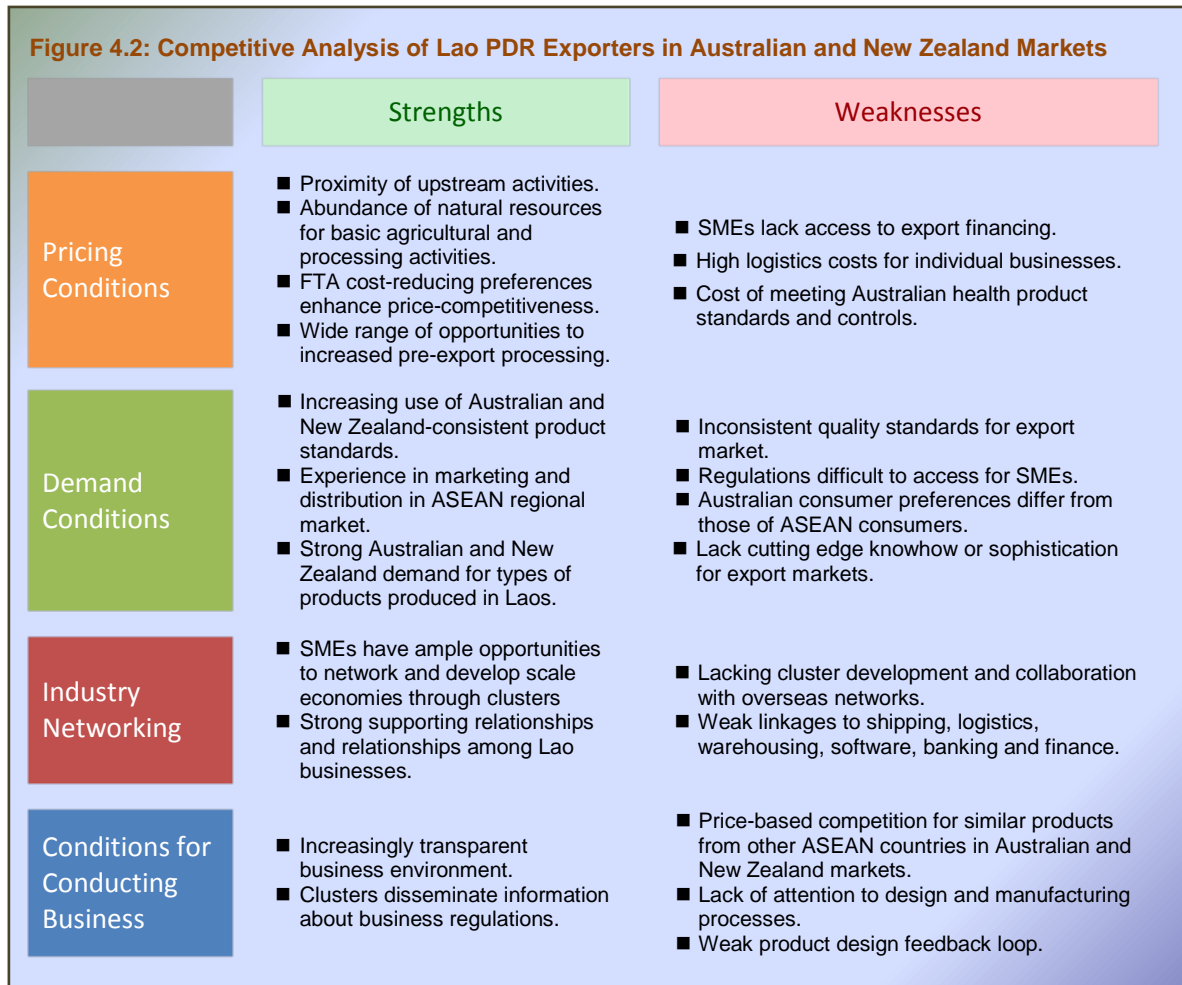 Figure 4.2: Competitive Analysis of Lao PDR Exporters in Australian and New Zealand Markets
Strengths
Weaknesses
Pricing
Conditions
■ Proximity of upstream activities.
■ Abundance of natural resources
for basic agricultural and
processing activities.
■ FTA cost-reducing preferences
enhance price-competitiveness.
■ Wide range of opportunities to
increased pre-export processing.
■ SMEs lack access to export financing.
■ High logistics costs for individual businesses.
■ Cost of meeting Australian health product
standards and controls.
Demand
Conditions
■ Increasing use of Australian and
New Zealand-consistent product
standards.
■ Experience in marketing and
distribution in ASEAN regional
market.
■ Strong Australian and New
Zealand demand for types of
products produced in Laos.
■ Inconsistent quality standards for export
market.
■ Regulations difficult to access for SMEs.
■ Australian consumer preferences differ from
those of ASEAN consumers.
■ Lack cutting edge knowhow or sophistication
for export markets.
Industry
Networking
■ SMEs have ample opportunities
to network and develop scale
economies through clusters
■ Strong supporting relationships
and relationships among Lao
businesses.
■ Lacking cluster development and collaboration
with overseas networks.
■ Weak linkages to shipping, logistics,
warehousing, software, banking and finance.
Conditions for
Conducting
Business
■ Increasingly transparent
business environment.
■ Clusters disseminate information
about business regulations.
■ Price-based competition for similar products
from other ASEAN countries in Australian and
New Zealand markets.
■ Lack of attention to design and manufacturing
processes.
■ Weak product design feedback loop.